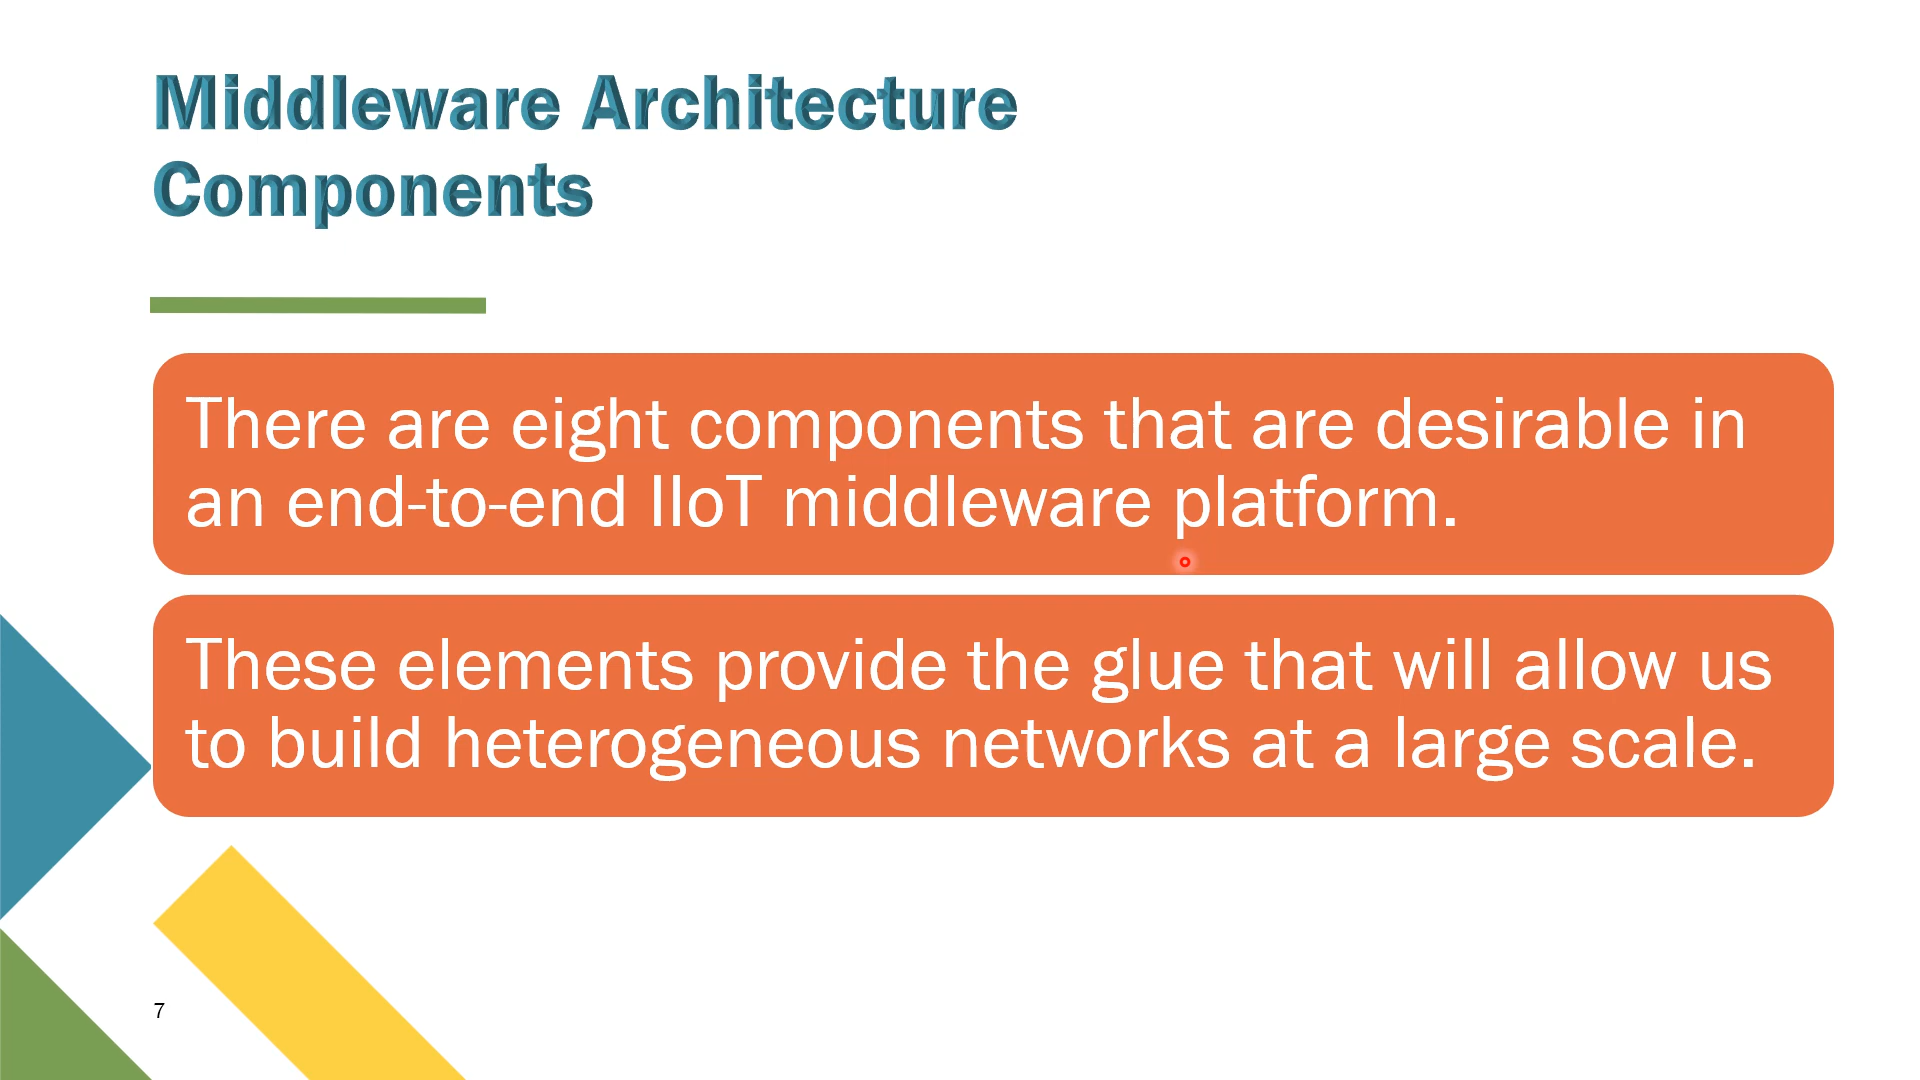 Middleware Architecture
Components
There are eight components that are desirable in
an end-to-end IIoT middleware platform.
These elements provide the glue that will allow us
to build heterogeneous networks at a large scale.
7